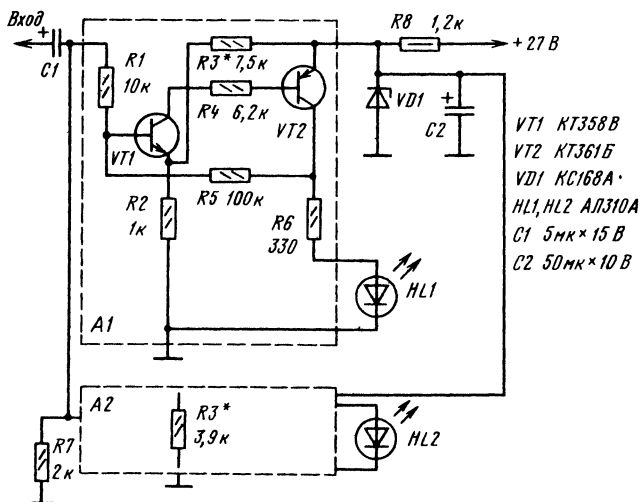 Вход
+
C1
R1
10к
R3* 7,5к
R4 6,2к
VT1
VT2
R2
1к
R5 100к
R6
330
HL1
A1
R8 1,2к
+27 В
VD1
+
C2
VT1 КТ358В
VT2 КТ361Б
VD1 КС168А
HL1, HL2 АЛ310А
C1 5мк×15 В
C2 50мк×10 В
A2
R3*
3,9к
HL2
R7
2к